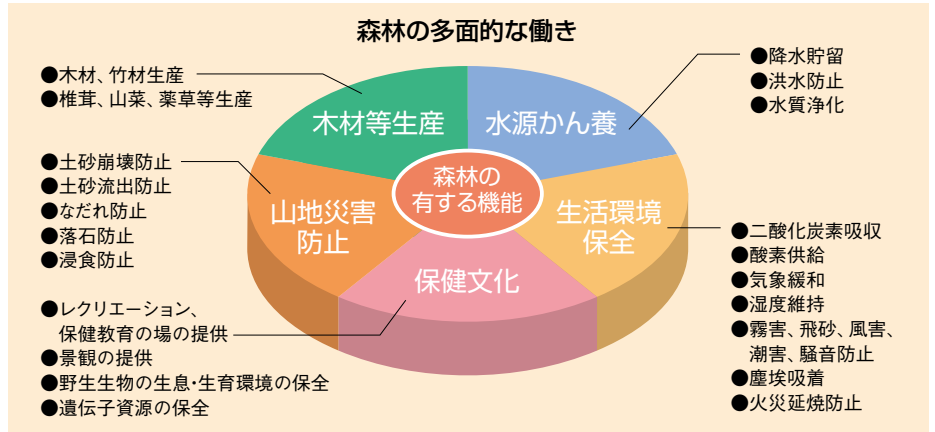 森林の多面的な働き
●木材、竹材生産
●椎茸、山菜、薬草等生産
●土砂崩壊防止
●土砂流出防止
●なだれ防止
●落石防止
●浸食防止
●レクリエーション、
保健教育の場の提供
●景観の提供
●野生生物の生息・生育環境の保全
●遺伝子資源の保全
木材等生産
水源かん養
山地災害
防止
森林の
有する機能
生活環境
保全
保健文化
●降水貯留
●洪水防止
●水質浄化
●二酸化炭素吸収
●酸素供給
●気象緩和
●湿度維持
●霧害、飛砂、風害、
潮害、騒音防止
●塵埃吸着
●火災延焼防止